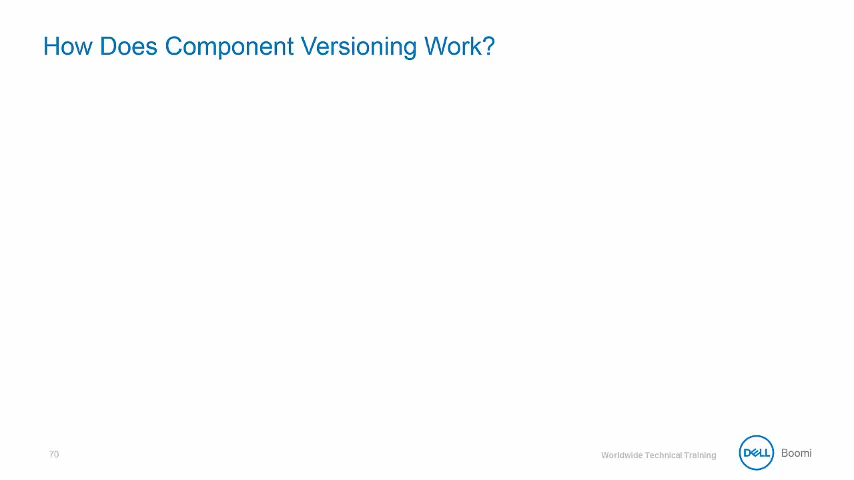 How Does Component Versioning Work?
70
Worldwide Technical Training
DELL
Boomi